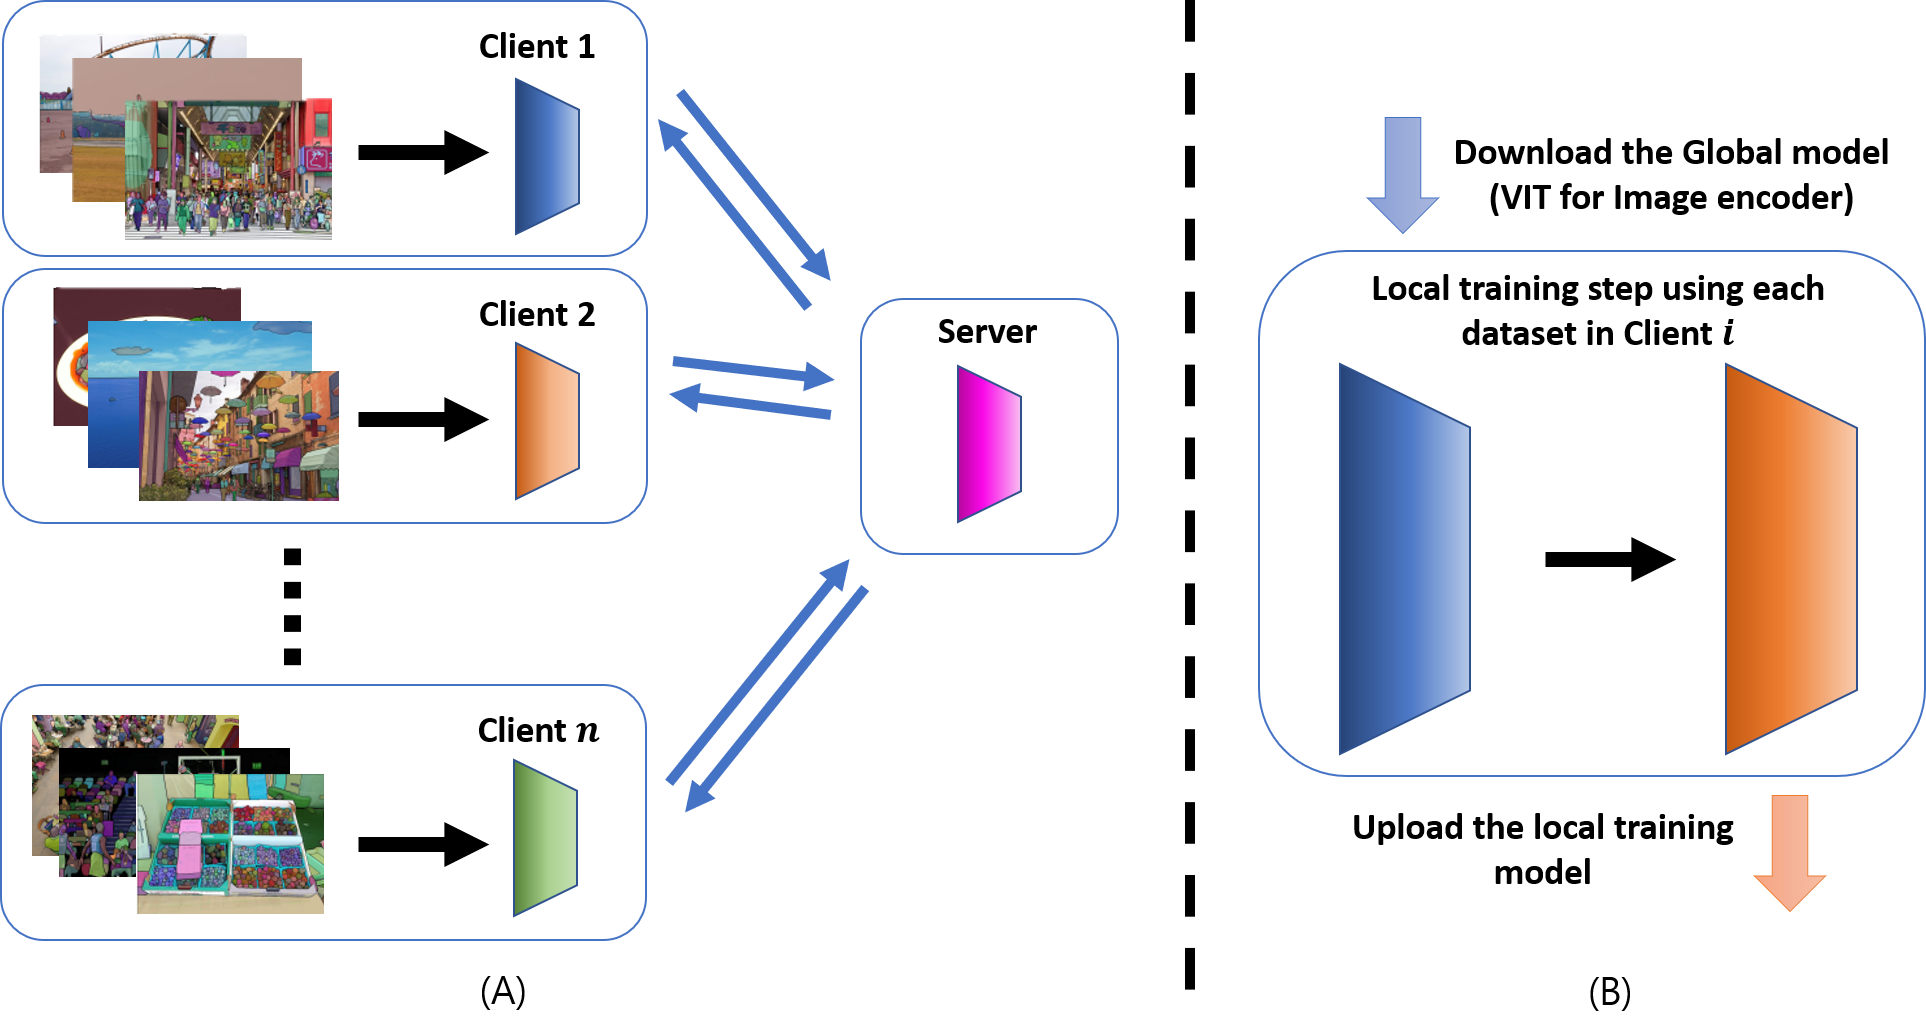 Client 1
Client 2
Client n
Server
(A)
Download the Global model
(VIT for Image encoder)
Local training step using each
dataset in Client i
Upload the local training
model
(B)